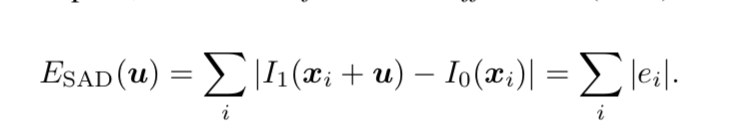 E_SAD(u) = ∑_i |I_1(x_i + u) − I_0(x_i)| = ∑_i |e_i|.